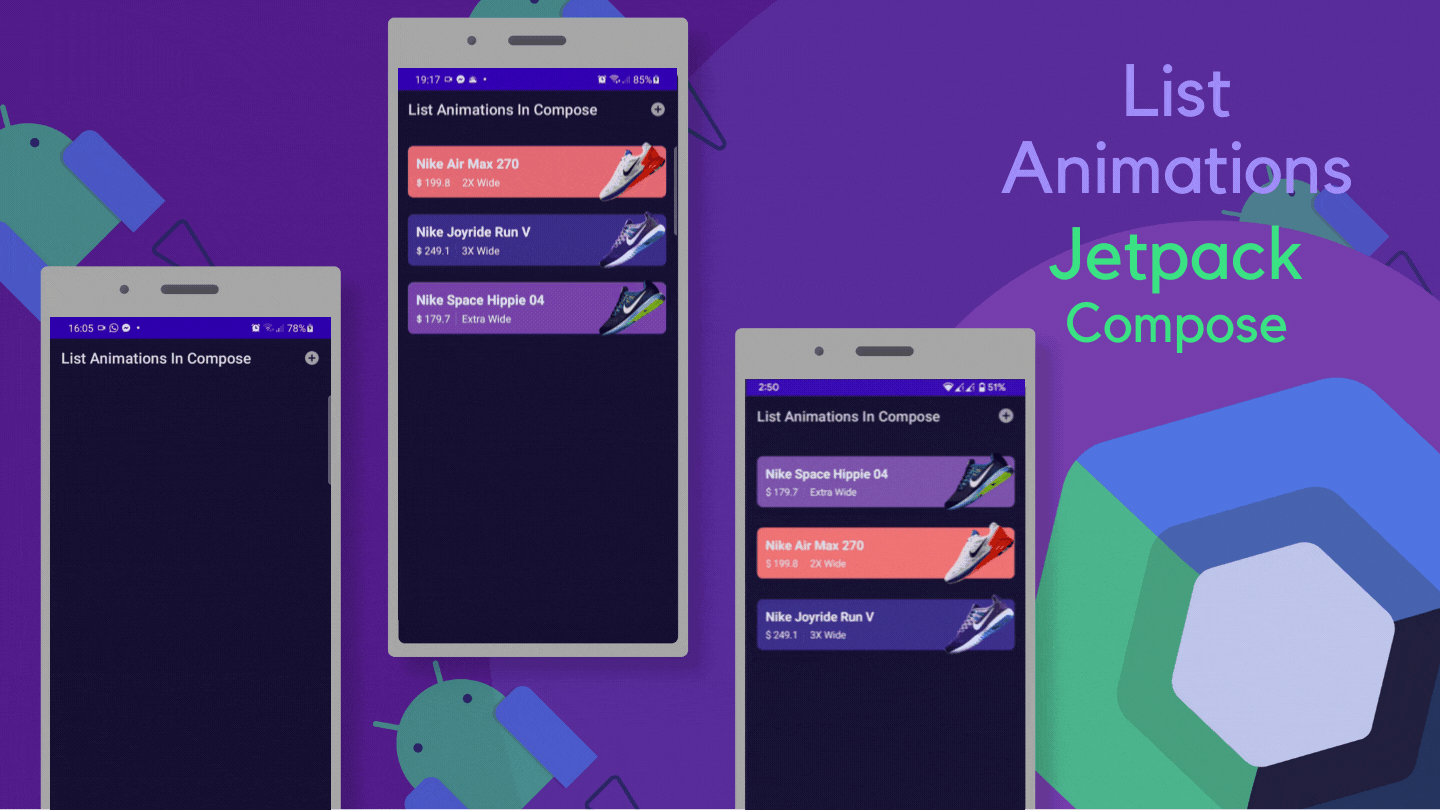 List
Animations
Jetpack
Compose
16:05
78%
List Animations In Compose
19:17
85%
List Animations In Compose
Nike Air Max 270
$ 199.8 2X Wide
Nike Joyride Run V
$ 249.1 3X Wide
Nike Space Hippie 04
$ 179.7 Extra Wide
2:50
51%
List Animations In Compose
Nike Space Hippie 04
$ 179.7 Extra Wide
Nike Air Max 270
$ 199.8 2X Wide
Nike Joyride Run V
$ 249.1 3X Wide